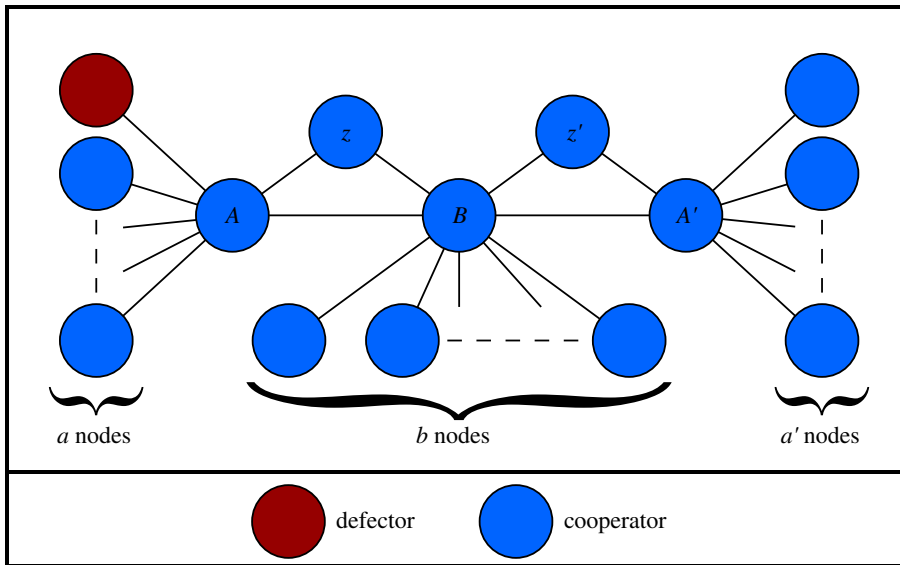 z z′
A B A′
a nodes b nodes a′ nodes
defector cooperator